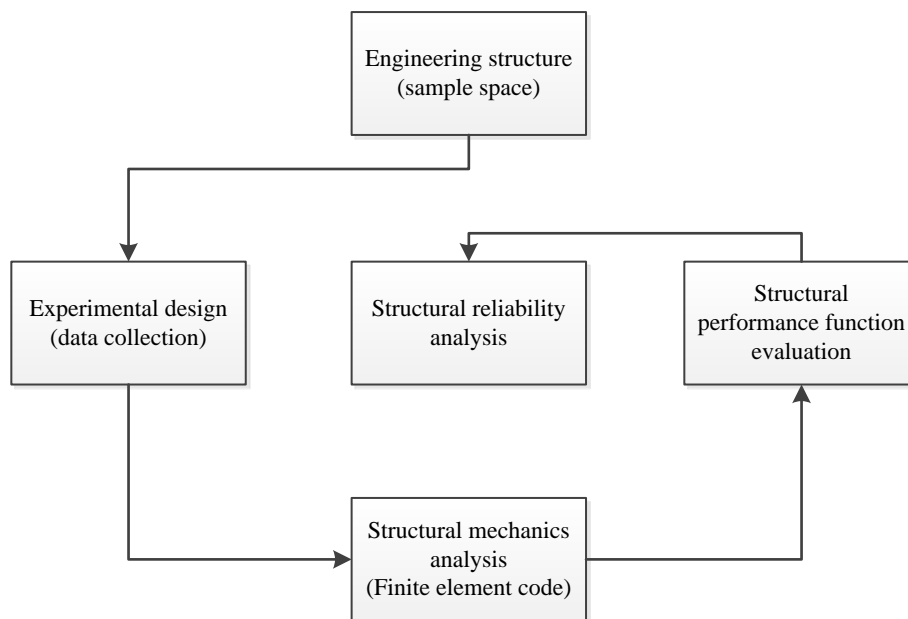 Engineering structure
(sample space)
Experimental design
(data collection)
Structural reliability
analysis
Structural
performance function
evaluation
Structural mechanics
analysis
(Finite element code)